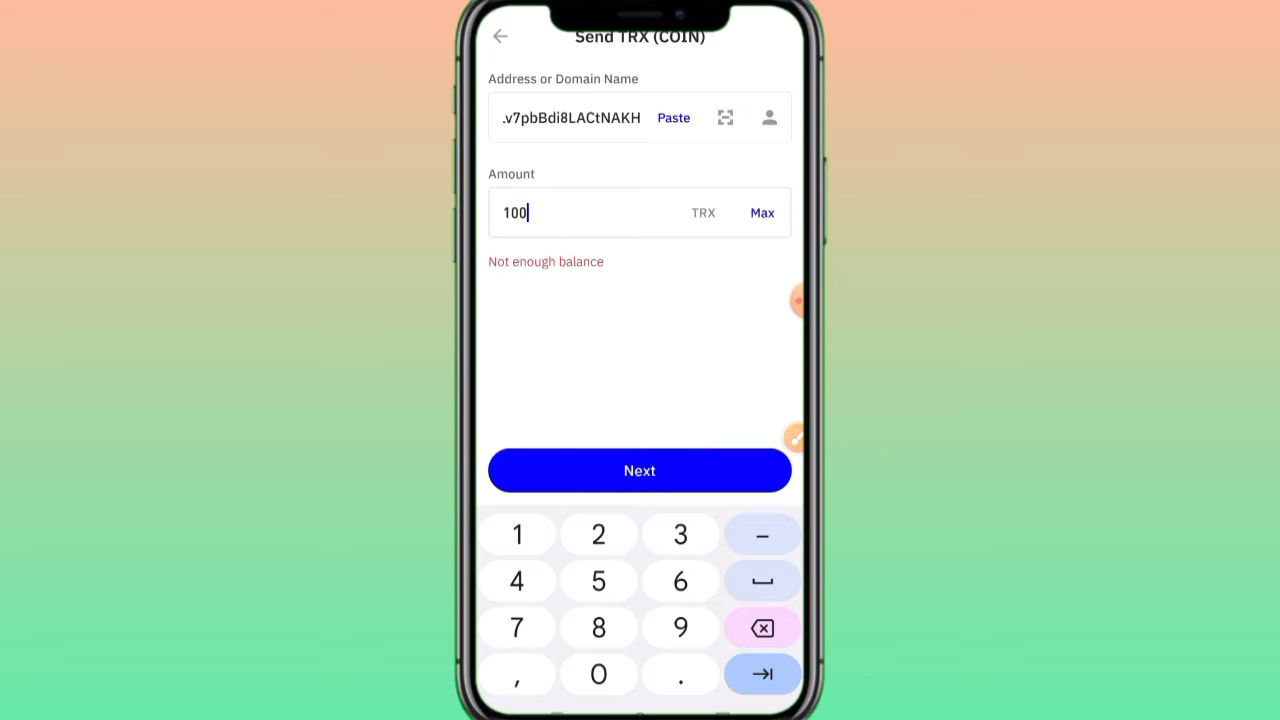 Send TRX (COIN)
Address or Domain Name
.v7pbBdi8LACtNAKH Paste
Amount
100 TRX Max
Not enough balance
Next
1 2 3 –
4 5 6
7 8 9
, 0 .